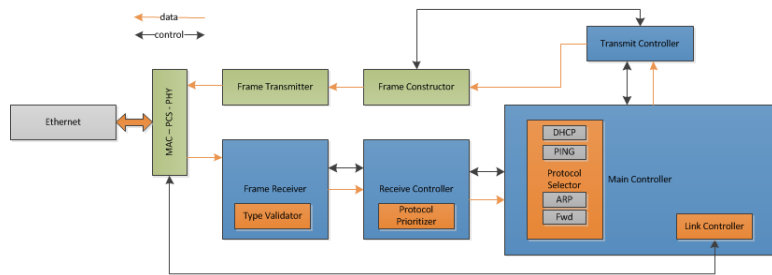 data
control
Transmit Controller
Frame Transmitter
Frame Constructor
Ethernet
MAC – PCS - PHY
DHCP
PING
Protocol
Selector
ARP
Fwd
Main Controller
Frame Receiver
Type Validator
Receive Controller
Protocol
Prioritizer
Link Controller